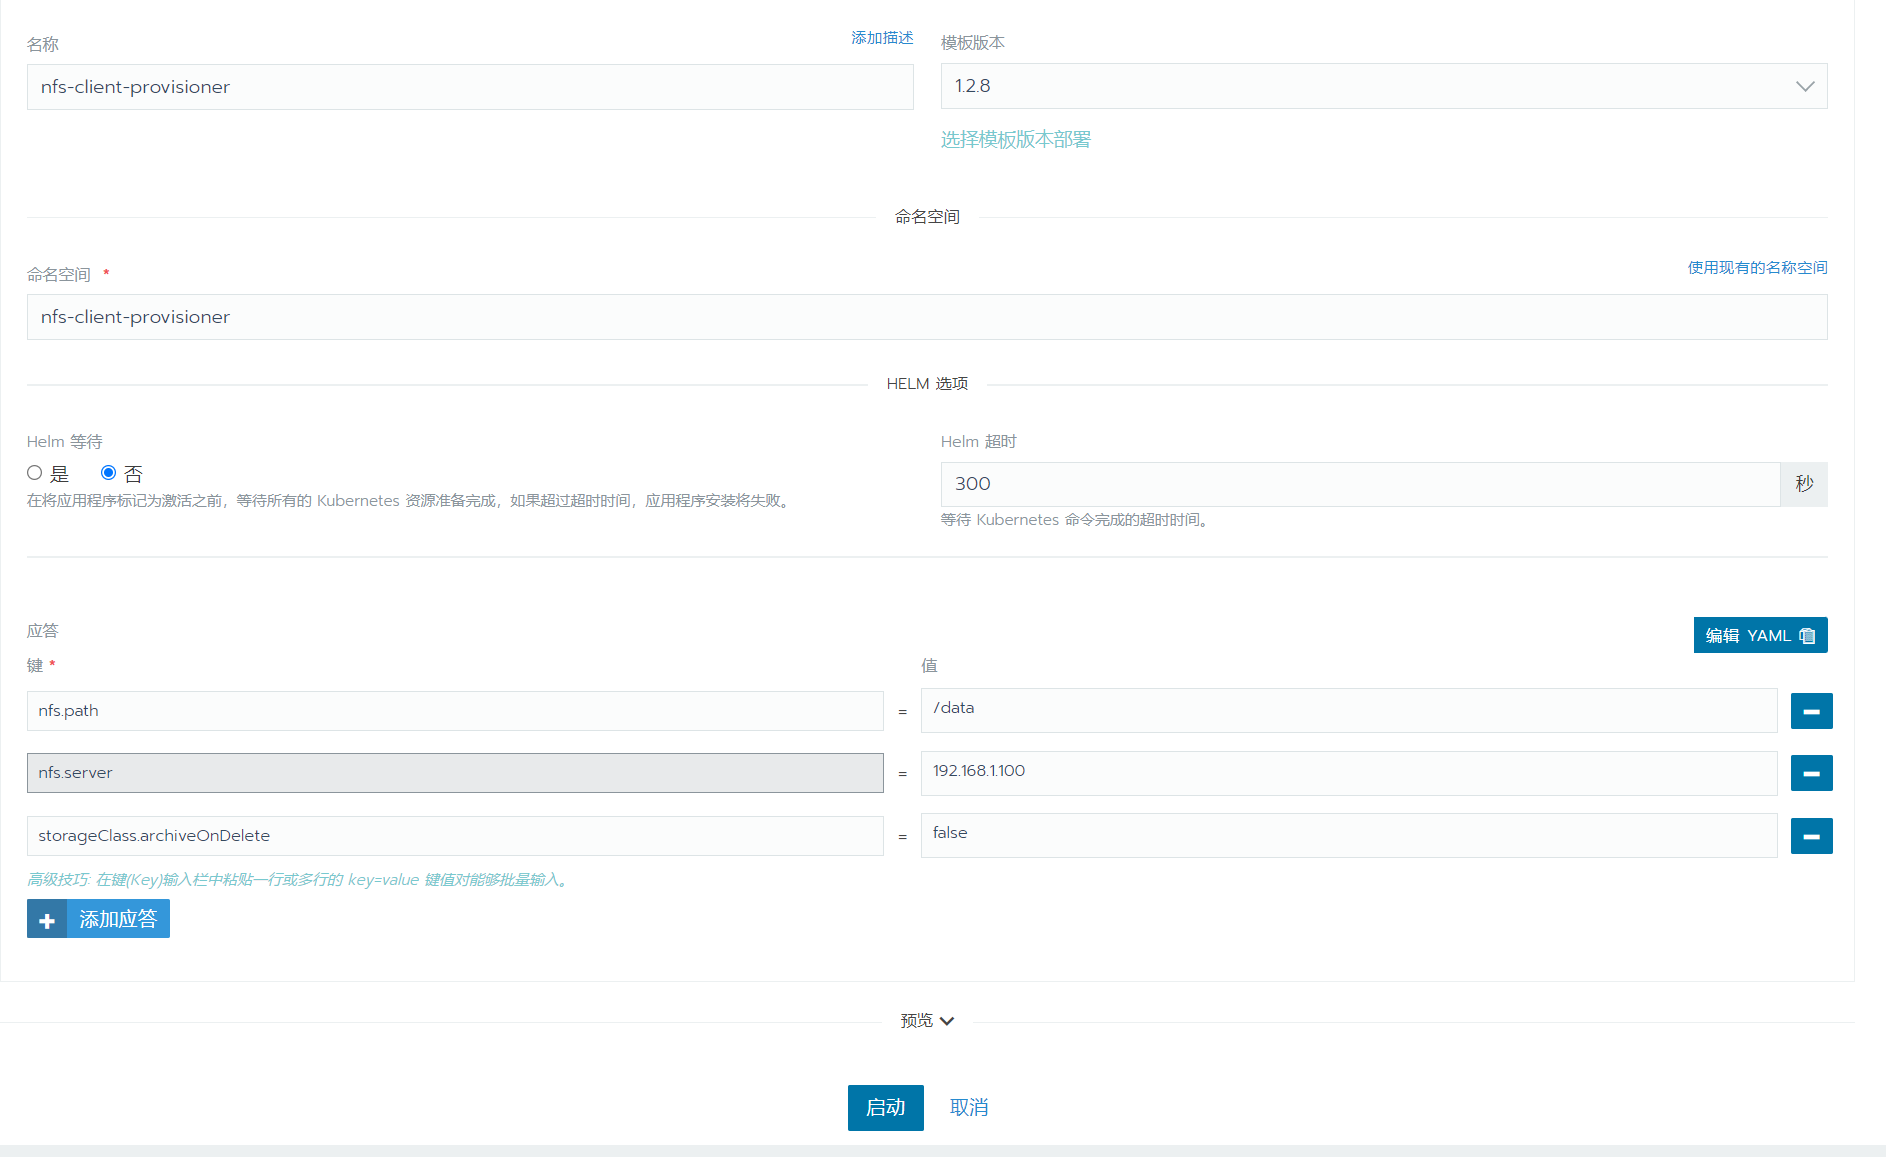 名称
添加描述
模板版本
nfs-client-provisioner
1.2.8
选择模板版本部署
命名空间
命名空间 *
使用现有的名称空间
nfs-client-provisioner
HELM 选项
Helm 等待
Helm 超时
是 否
300 秒
在将应用程序标记为激活之前，等待所有的 Kubernetes 资源准备完成，如果超过超时时间，应用程序安装将失败。
等待 Kubernetes 命令完成的超时时间。
应答
编辑 YAML
键 *
值
nfs.path = /data
nfs.server = 192.168.1.100
storageClass.archiveOnDelete = false
高级技巧: 在键(Key)输入栏中粘贴一行或多行的 key=value 键值对能够批量输入。
添加应答
预览
启动 取消